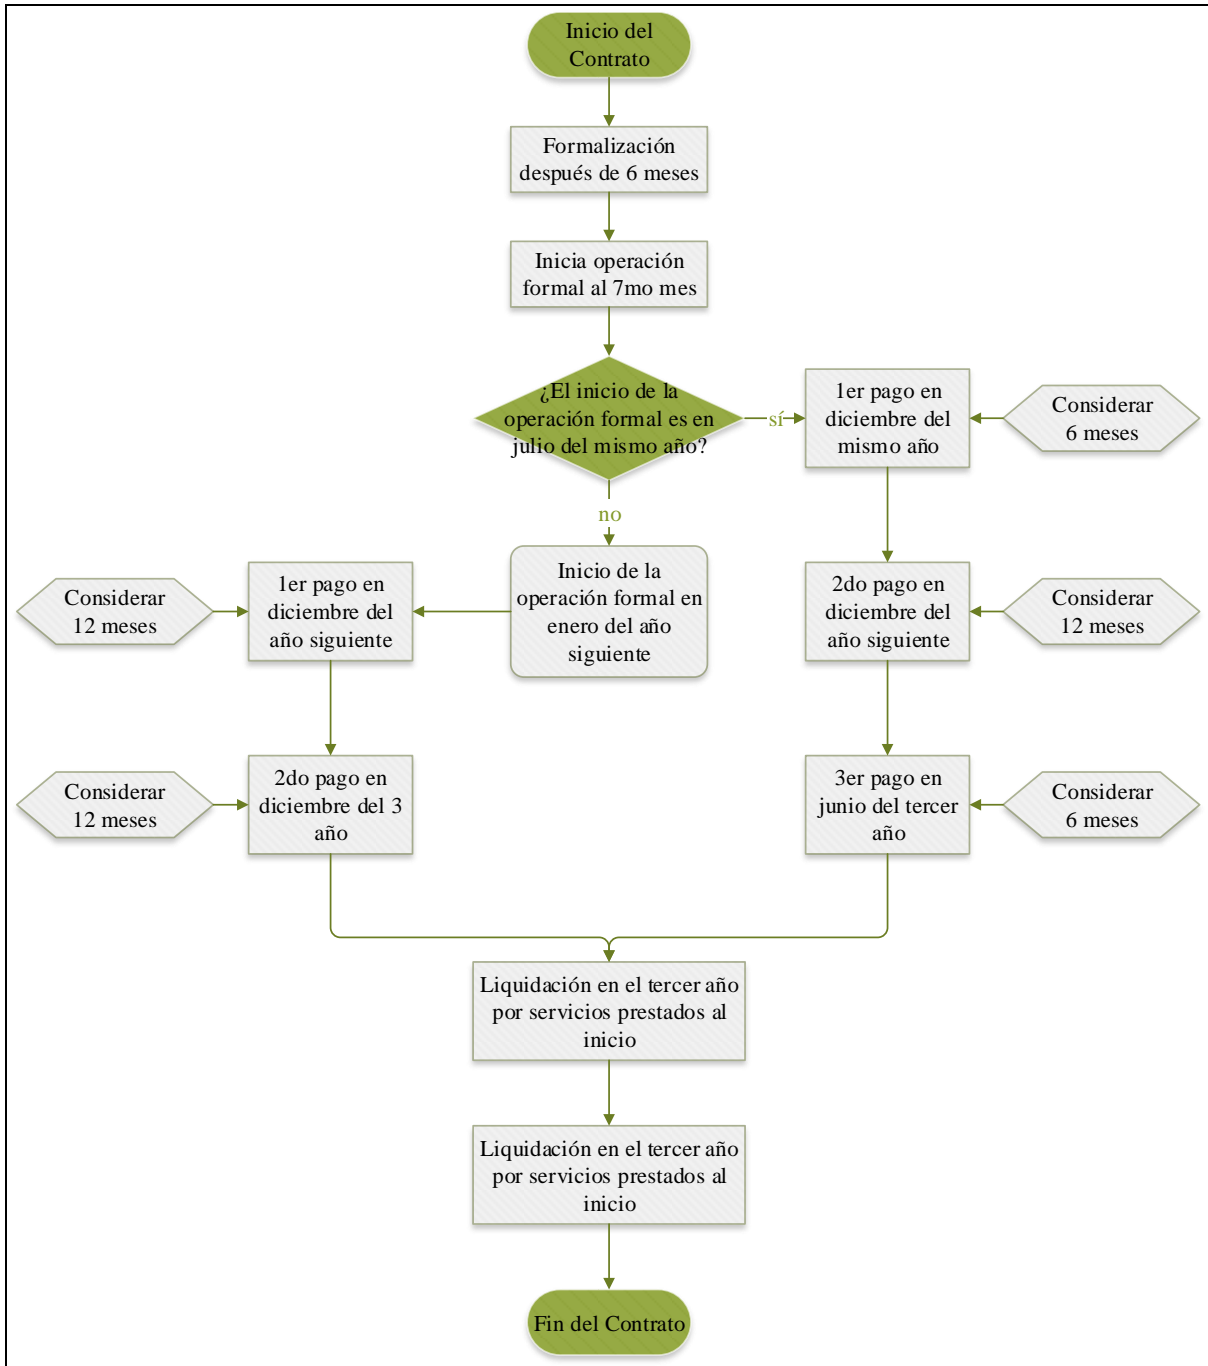 Inicio del
Contrato
Formalización
después de 6 meses
Inicia operación
formal al 7mo mes
¿El inicio de la
operación formal es en
julio del mismo año?
sí
1er pago en
diciembre del
mismo año
Considerar
6 meses
no
Considerar
12 meses
1er pago en
diciembre del
año siguiente
Inicio de la
operación formal en
enero del año
siguiente
2do pago en
diciembre del
año siguiente
Considerar
12 meses
Considerar
12 meses
2do pago en
diciembre del 3
año
3er pago en
junio del tercer
año
Considerar
6 meses
Liquidación en el tercer año
por servicios prestados al
inicio
Liquidación en el tercer año
por servicios prestados al
inicio
Fin del Contrato